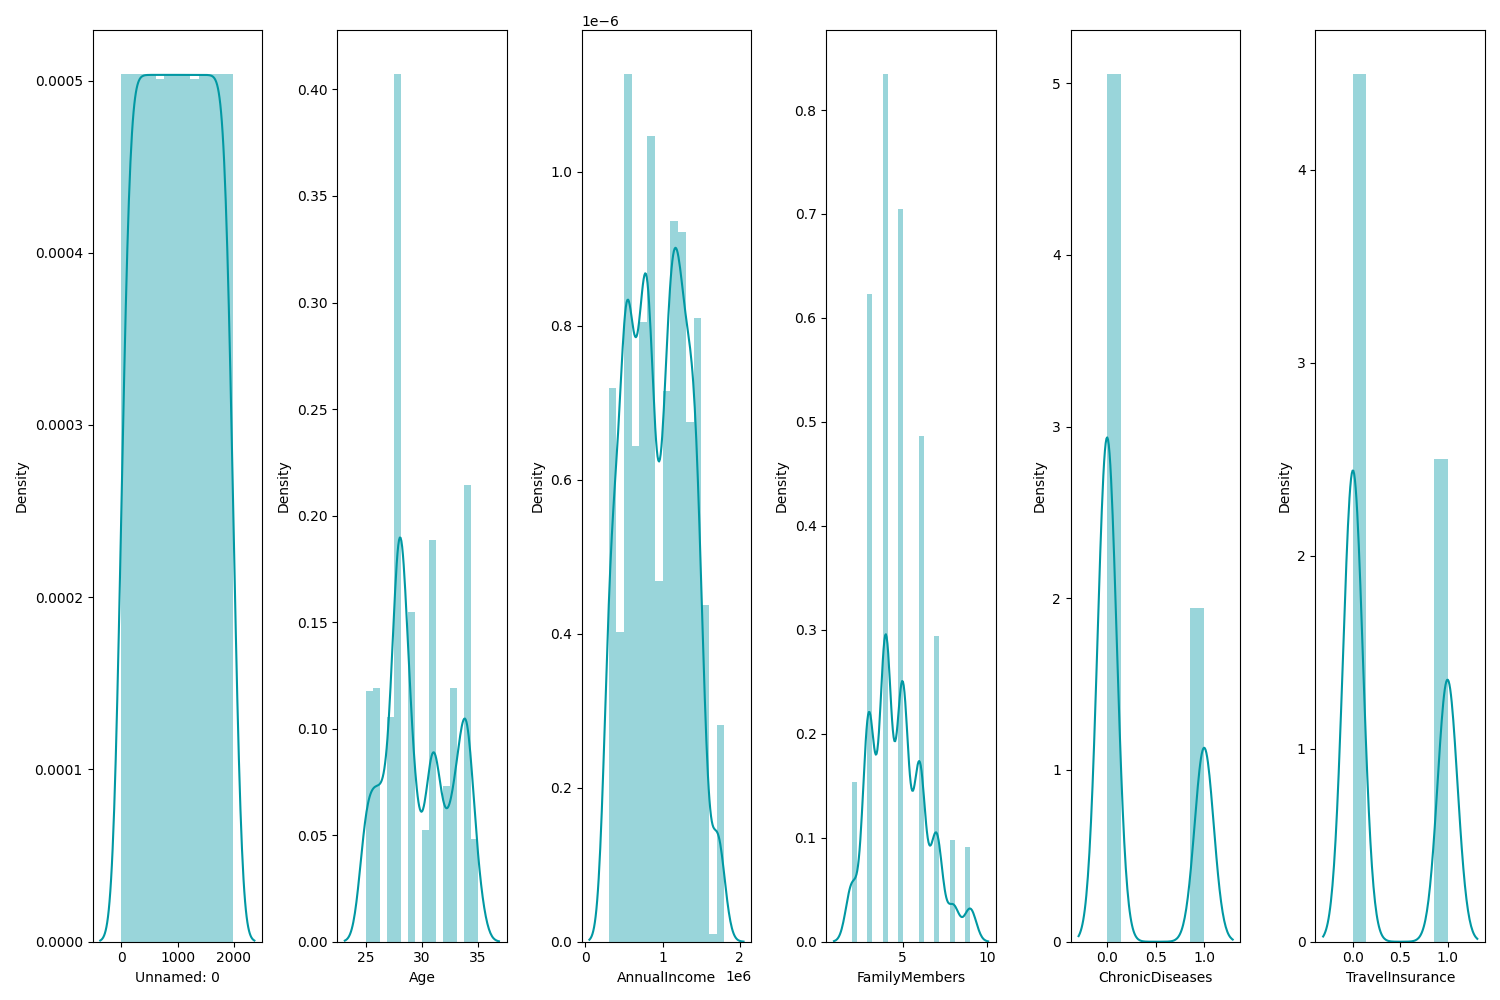 Density
0.0000
0.0001
0.0002
0.0003
0.0004
0.0005
0 1000 2000
Unnamed: 0
Density
0.00
0.05
0.10
0.15
0.20
0.25
0.30
0.35
0.40
25 30 35
Age
1e−6
Density
0.0
0.2
0.4
0.6
0.8
1.0
0 1 2
AnnualIncome 1e6
Density
0.0
0.1
0.2
0.3
0.4
0.5
0.6
0.7
0.8
5 10
FamilyMembers
Density
0
1
2
3
4
5
0.0 0.5 1.0
ChronicDiseases
Density
0
1
2
3
4
0.0 0.5 1.0
TravelInsurance